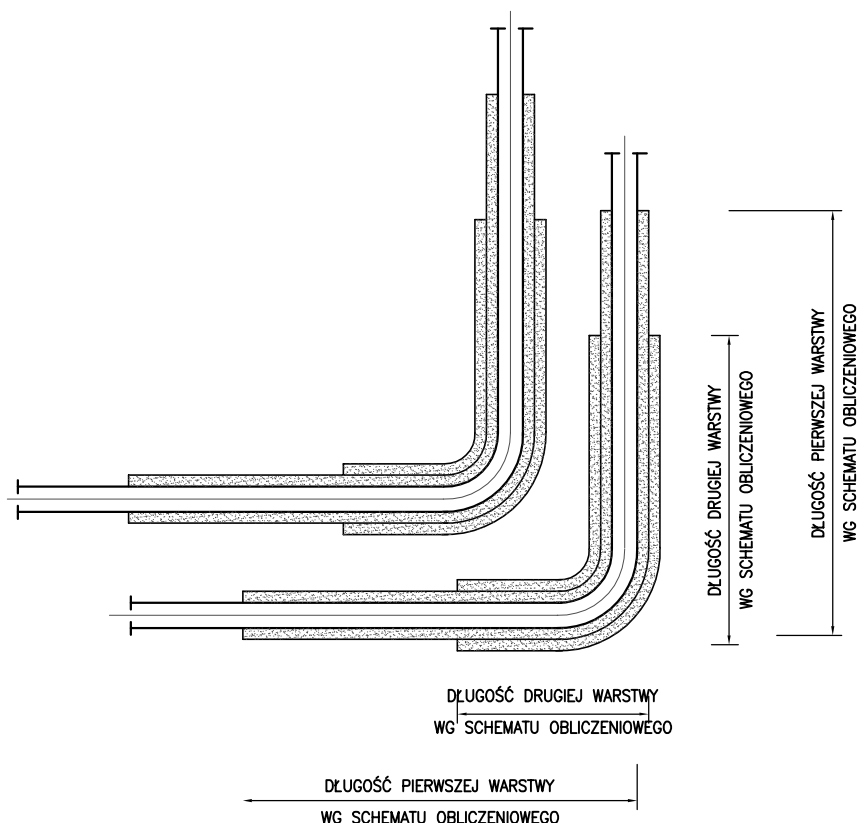 DŁUGOŚĆ DRUGIEJ WARSTWY
WG SCHEMATU OBLICZENIOWEGO
DŁUGOŚĆ PIERWSZEJ WARSTWY
WG SCHEMATU OBLICZENIOWEGO
DŁUGOŚĆ DRUGIEJ WARSTWY
WG SCHEMATU OBLICZENIOWEGO
DŁUGOŚĆ PIERWSZEJ WARSTWY
WG SCHEMATU OBLICZENIOWEGO